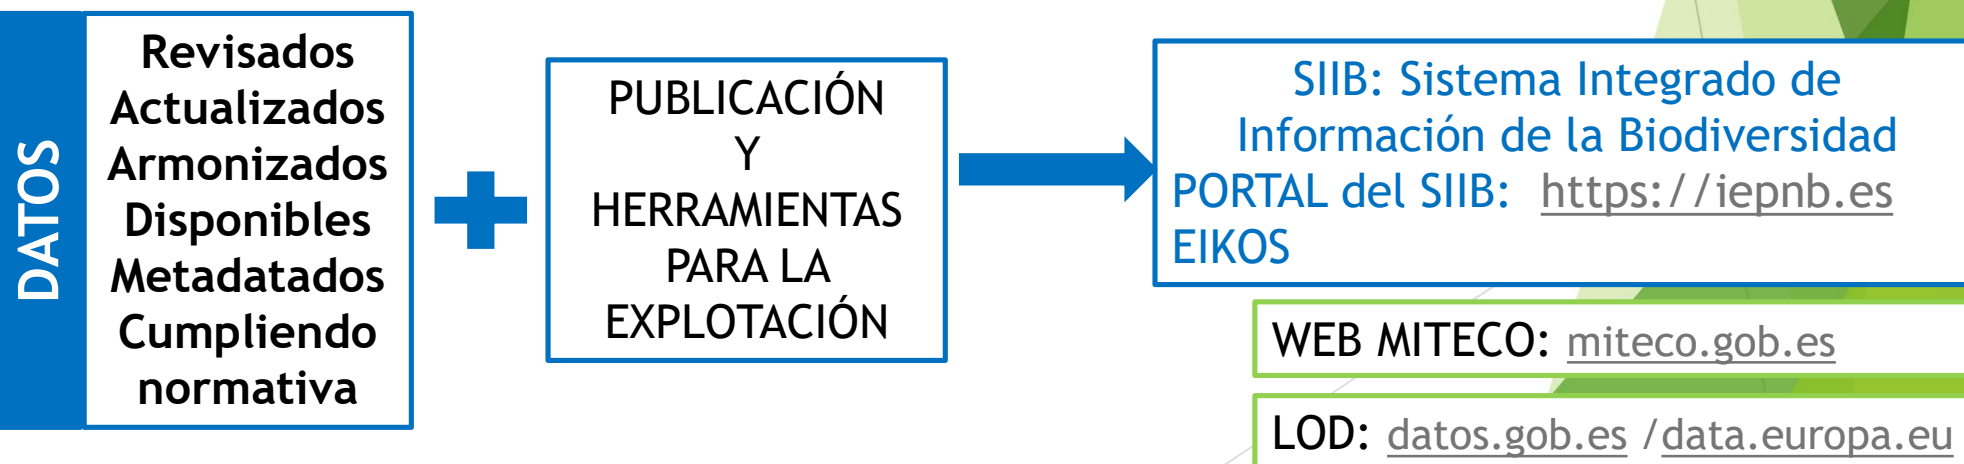 DATOS
Revisados
Actualizados
Armonizados
Disponibles
Metadatados
Cumpliendo
normativa
PUBLICACIÓN
Y
HERRAMIENTAS
PARA LA
EXPLOTACIÓN
SIIB: Sistema Integrado de
Información de la Biodiversidad
PORTAL del SIIB: https://iepnb.es
EIKOS
WEB MITECO: miteco.gob.es
LOD: datos.gob.es /data.europa.eu